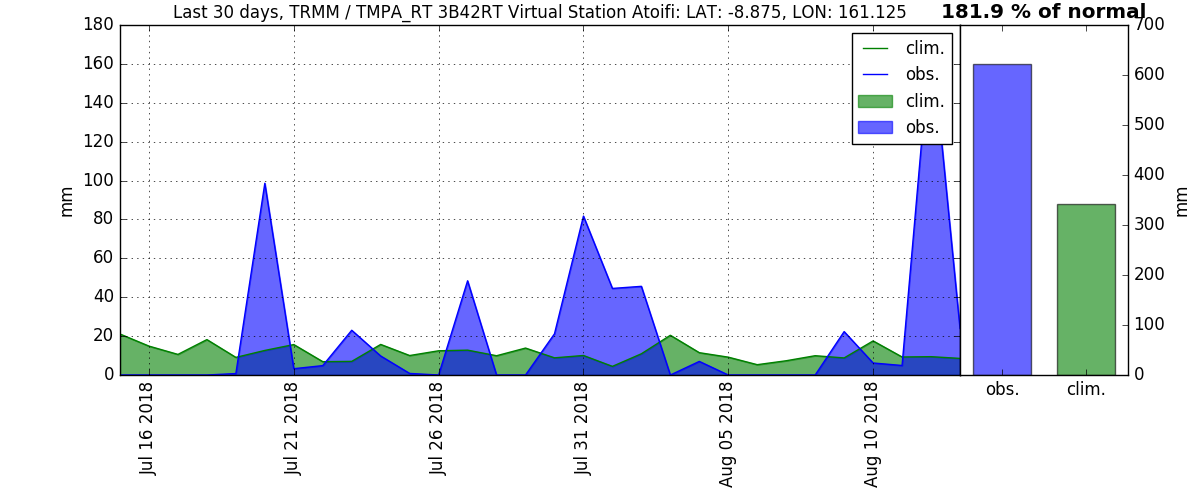 Last 30 days, TRMM / TMPA_RT 3B42RT Virtual Station Atoifi: LAT: -8.875, LON: 161.125
181.9 % of normal
mm
180
160
140
120
100
80
60
40
20
0
clim.
obs.
clim.
obs.
Jul 16 2018
Jul 21 2018
Jul 26 2018
Jul 31 2018
Aug 05 2018
Aug 10 2018
700
600
500
400
300
200
100
0
mm
obs.
clim.